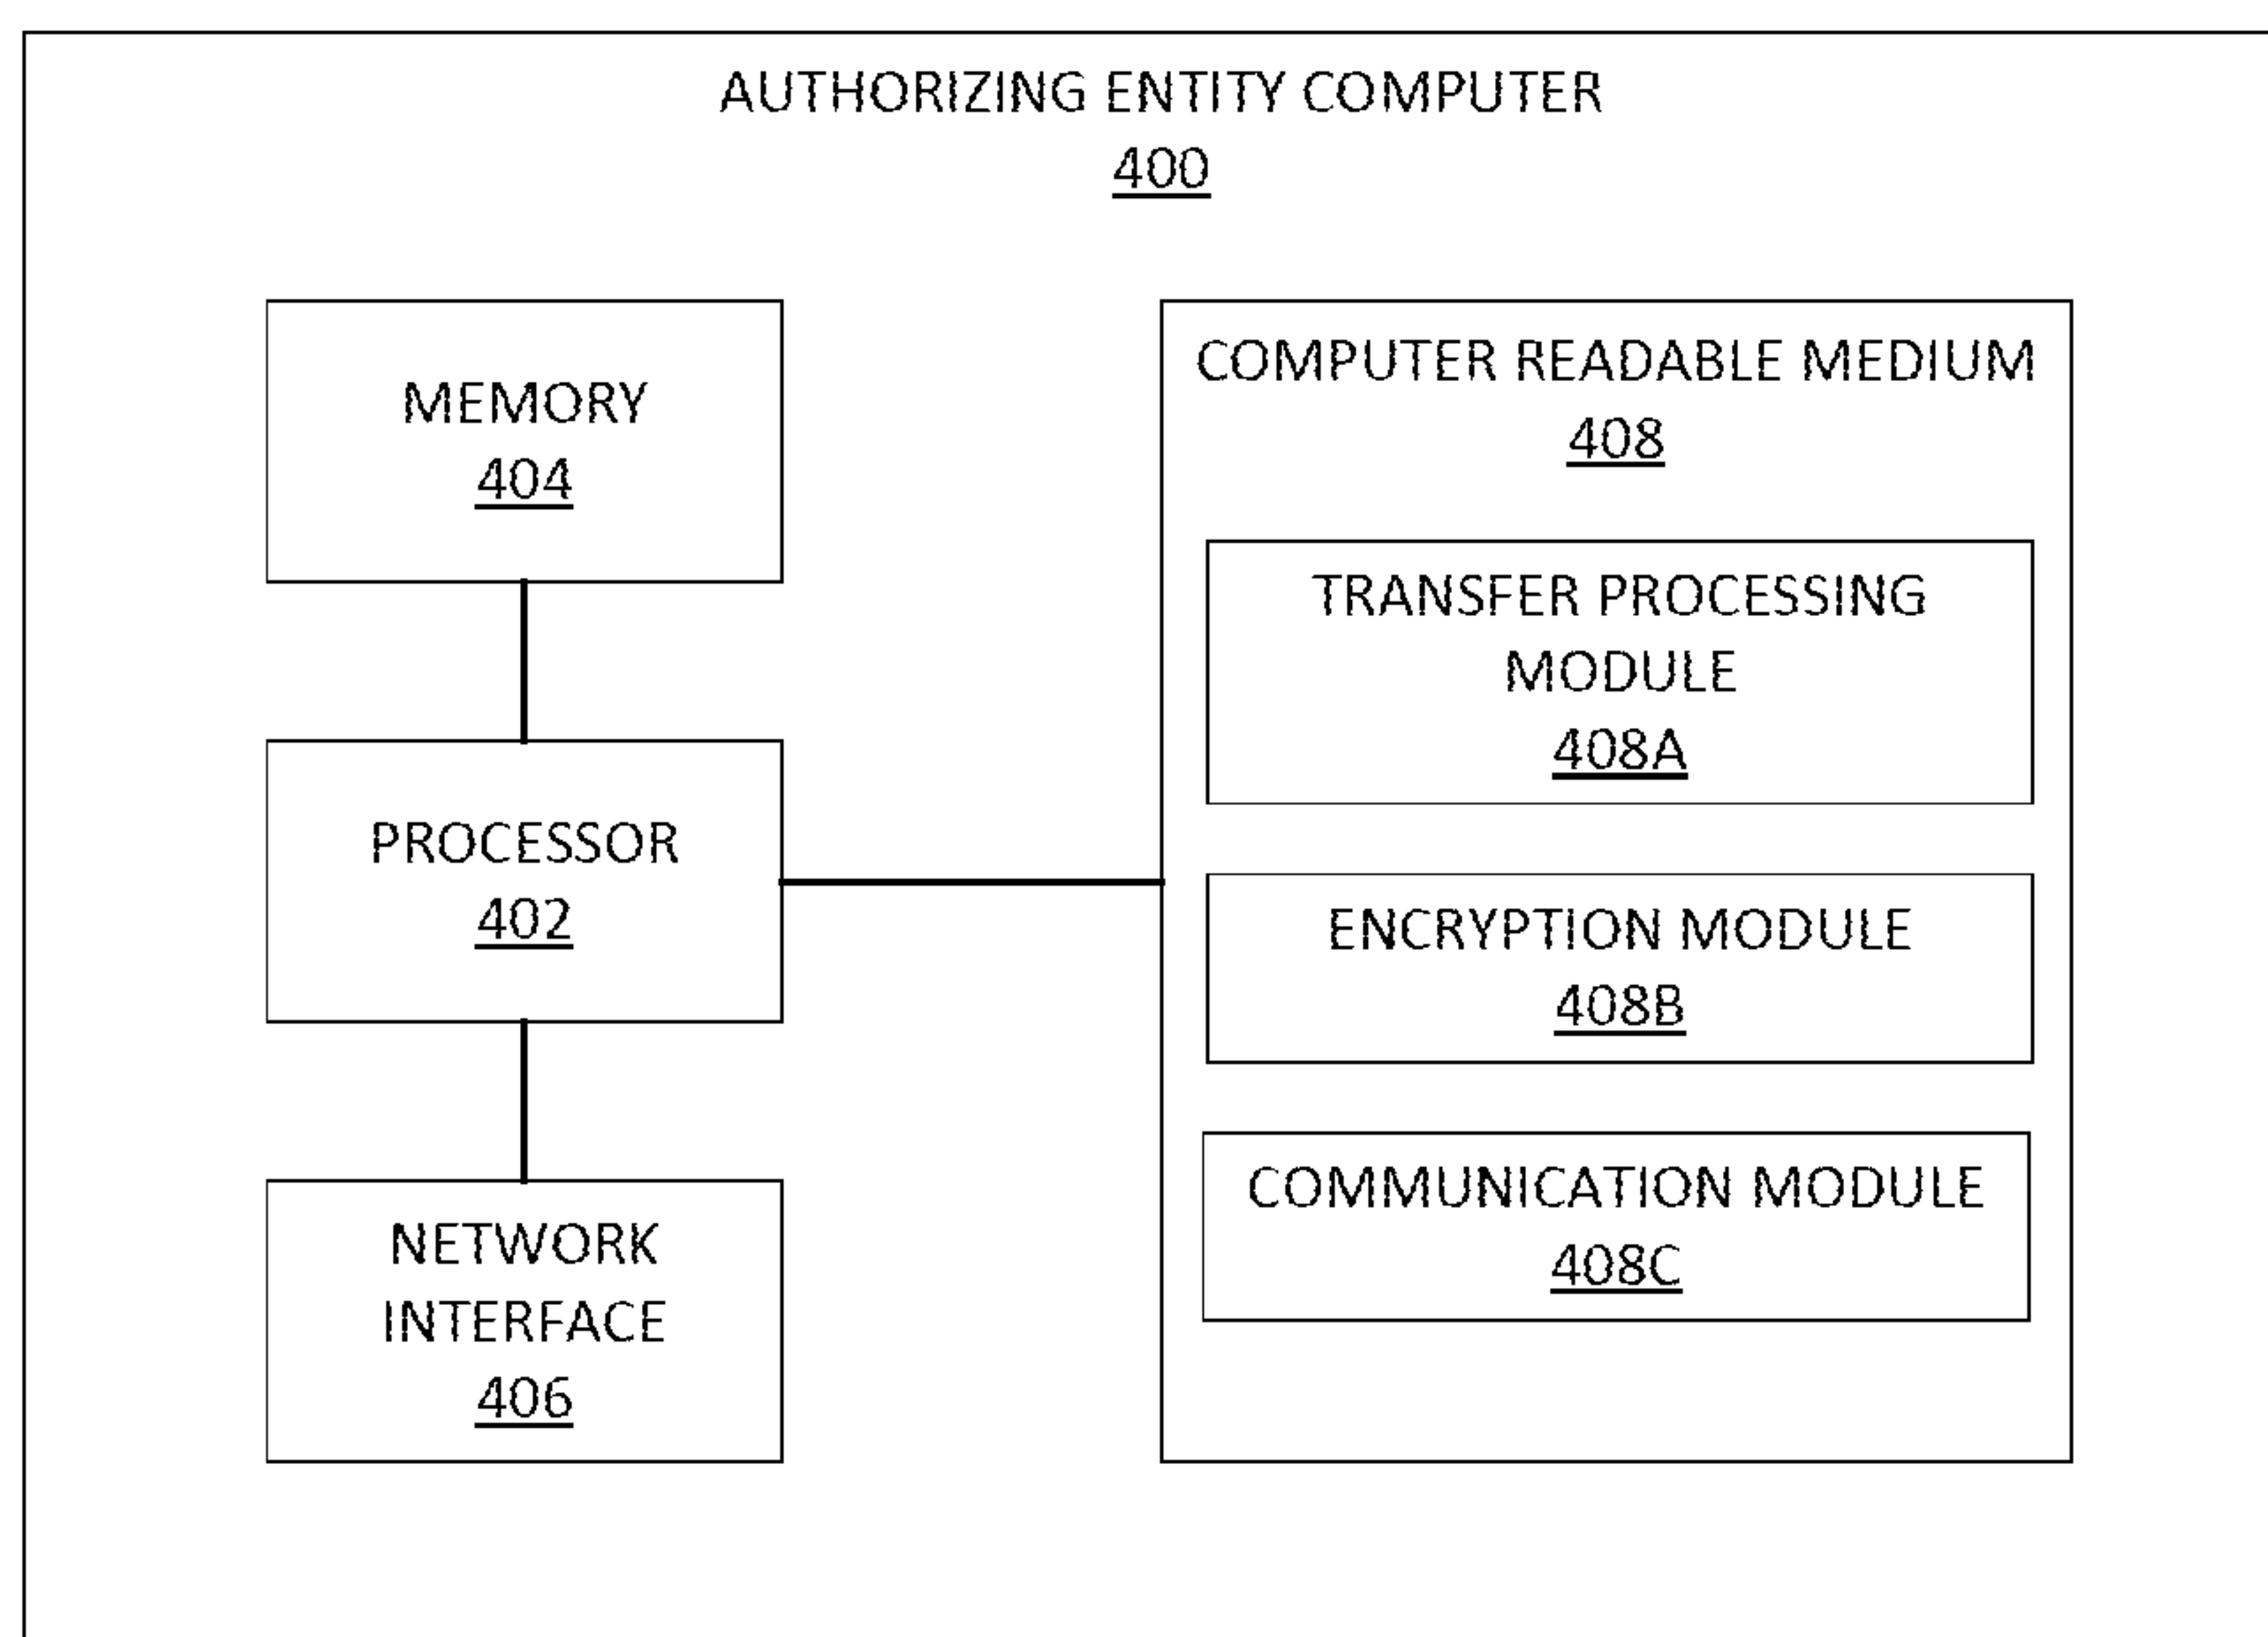 AUTHORIZING ENTITY COMPUTER
400
MEMORY
404
PROCESSOR
402
NETWORK
INTERFACE
406
COMPUTER READABLE MEDIUM
408
TRANSFER PROCESSING
MODULE
408A
ENCRYPTION MODULE
408B
COMMUNICATION MODULE
408C